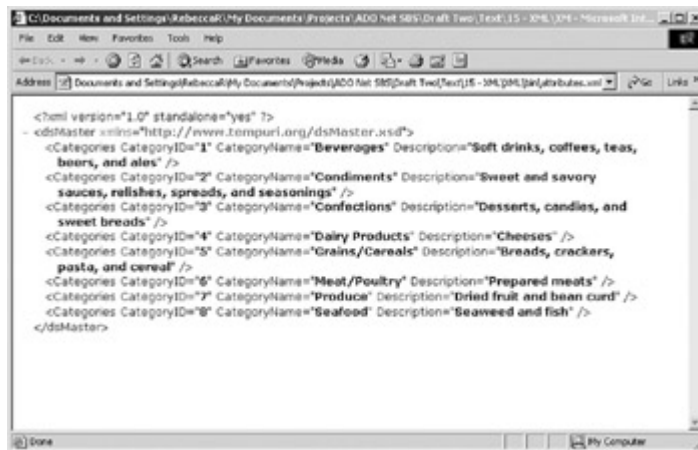 C:\Documents and Settings\RebeccaR\My Documents\Projects\ADO Net SBS\Draft Two\Text\15 - XML\XML - Microsoft Int...
File Edit View Favorites Tools Help
Back Search Favorites Media
Address Documents and Settings\RebeccaR\My Documents\Projects\ADO Net SBS\Draft Two\Text\15 - XML\XML\bin\attributes.xml Go Links »
<?xml version="1.0" standalone="yes" ?>
- <dsMaster xmlns="http://www.tempuri.org/dsMaster.xsd">
<Categories CategoryID="1" CategoryName="Beverages" Description="Soft drinks, coffees, teas,
beers, and ales" />
<Categories CategoryID="2" CategoryName="Condiments" Description="Sweet and savory
sauces, relishes, spreads, and seasonings" />
<Categories CategoryID="3" CategoryName="Confections" Description="Desserts, candies, and
sweet breads" />
<Categories CategoryID="4" CategoryName="Dairy Products" Description="Cheeses" />
<Categories CategoryID="5" CategoryName="Grains/Cereals" Description="Breads, crackers,
pasta, and cereal" />
<Categories CategoryID="6" CategoryName="Meat/Poultry" Description="Prepared meats" />
<Categories CategoryID="7" CategoryName="Produce" Description="Dried fruit and bean curd" />
<Categories CategoryID="8" CategoryName="Seafood" Description="Seaweed and fish" />
</dsMaster>
Done My Computer